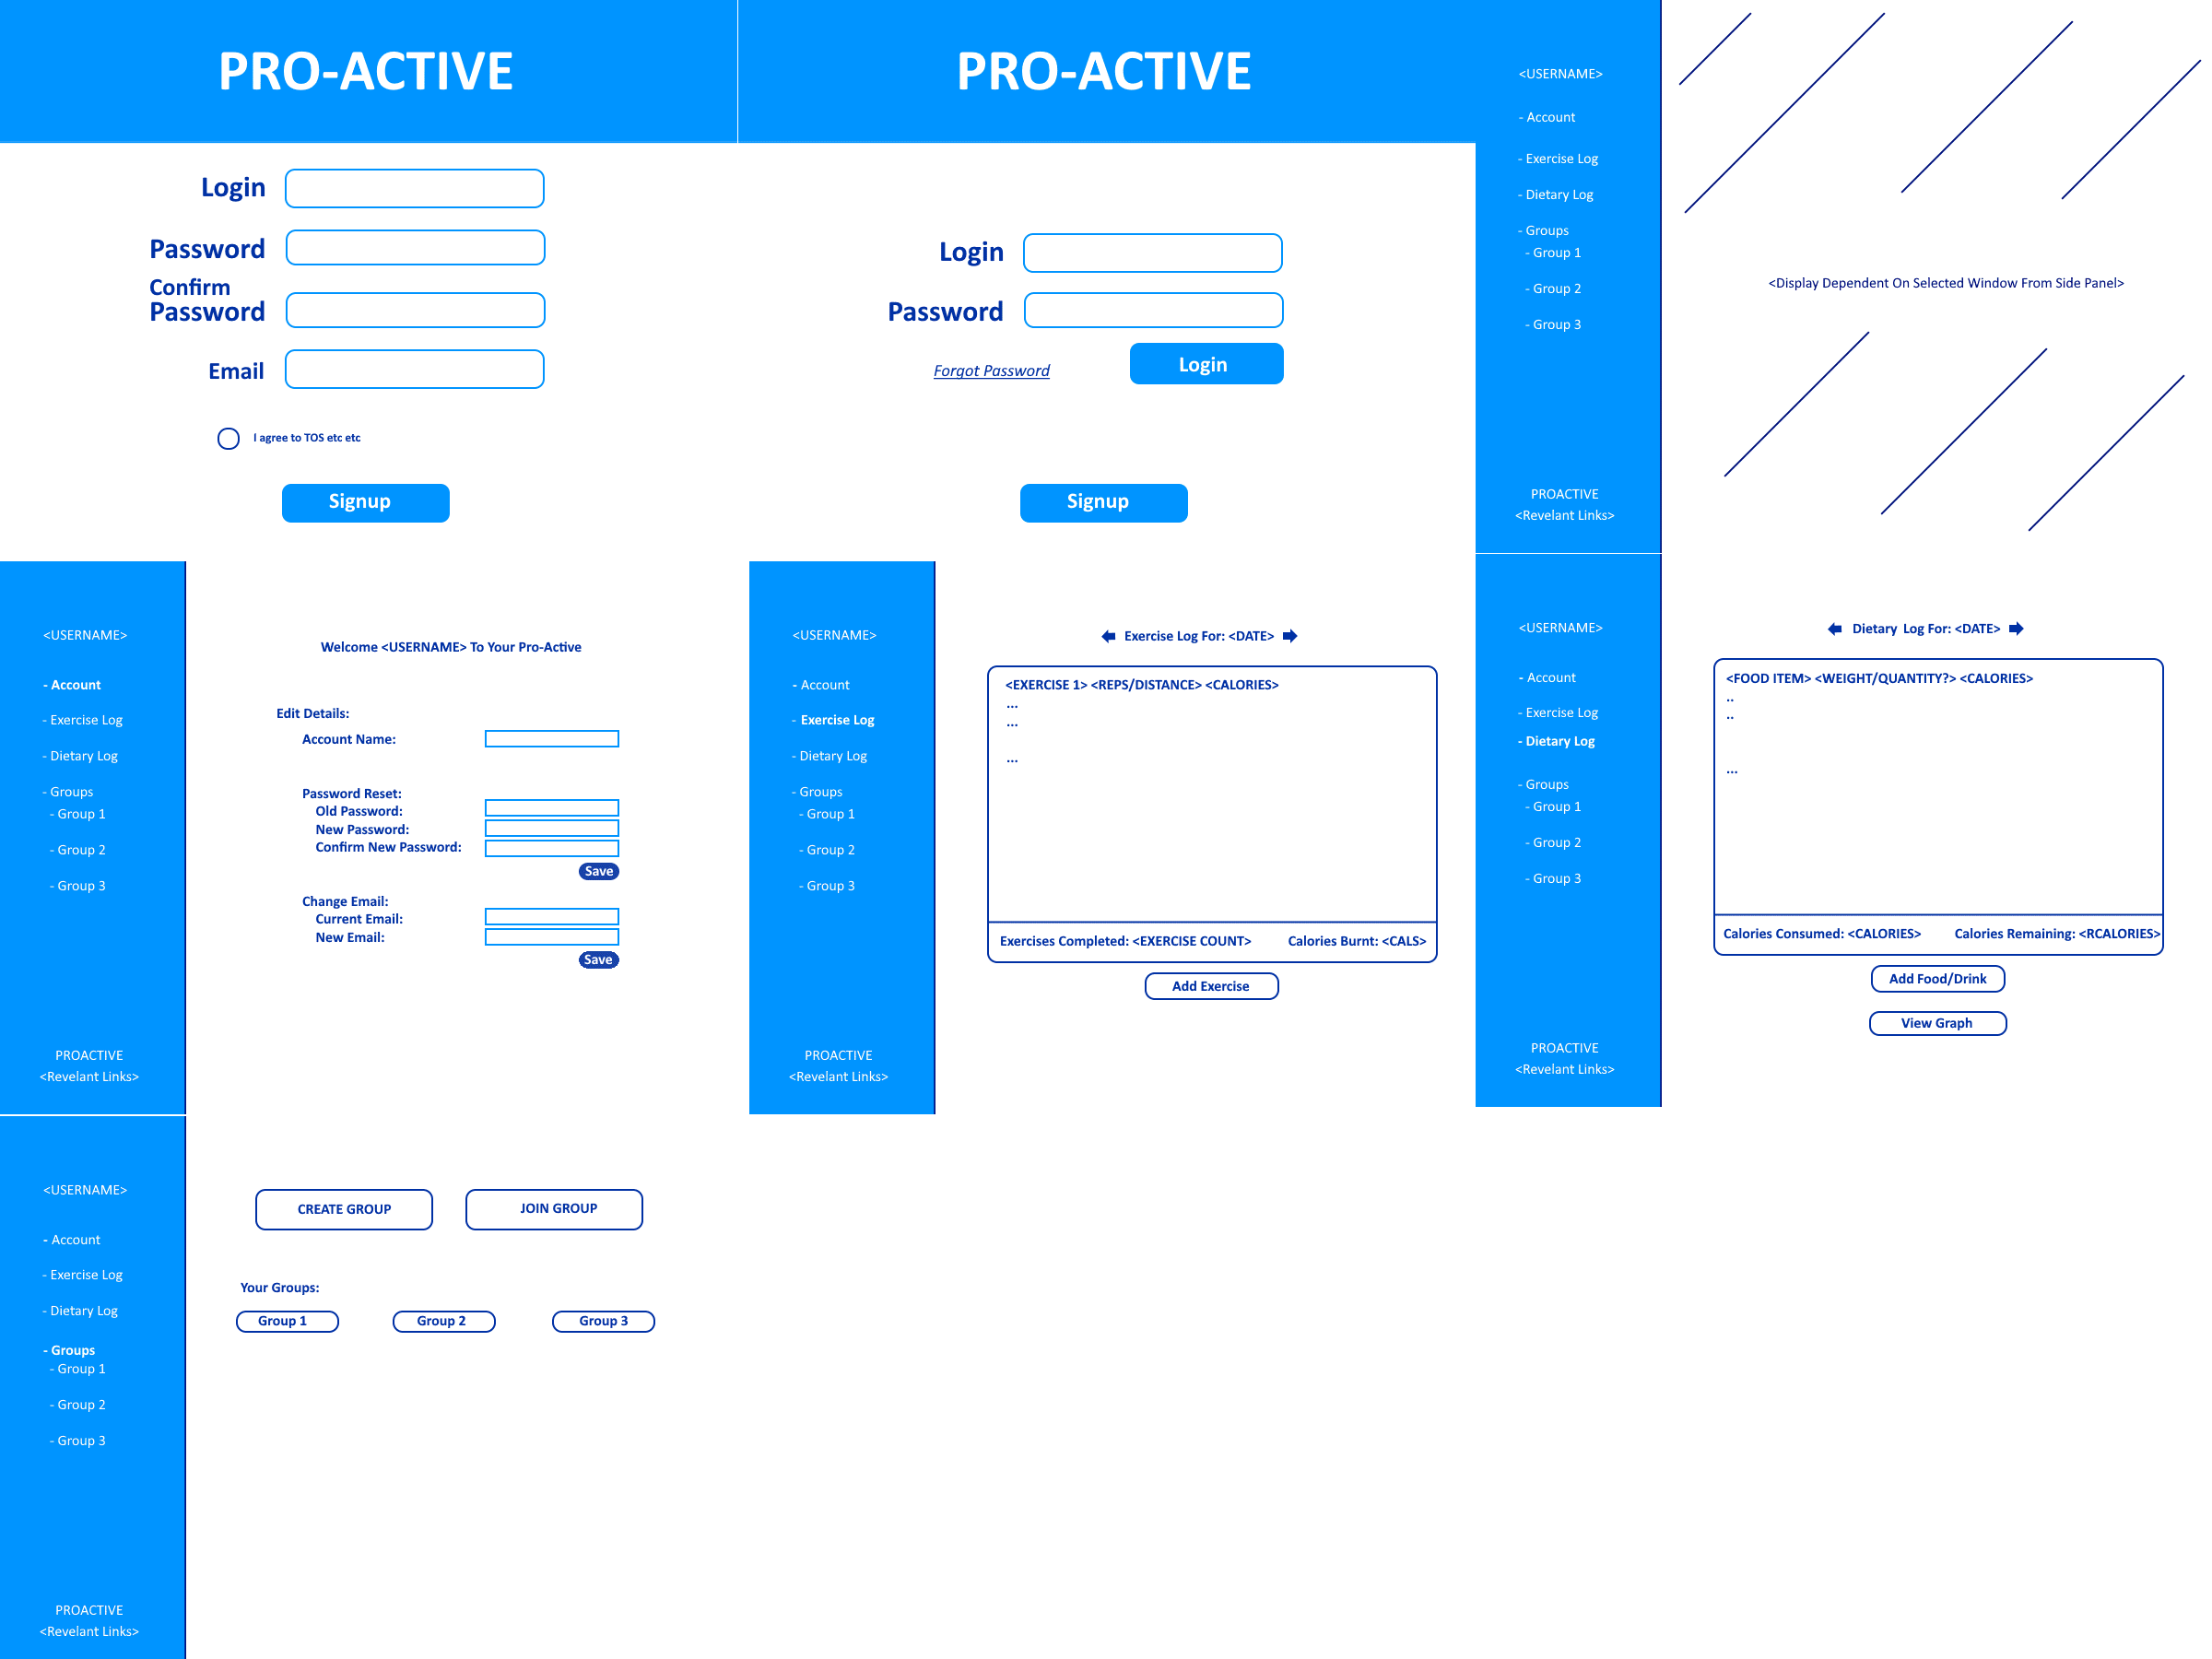 PRO-ACTIVE
Login
Password
Confirm
Password
Email
I agree to TOS etc etc
Signup
PRO-ACTIVE
Login
Password
Forgot Password
Login
Signup
<USERNAME>
- Account
- Exercise Log
- Dietary Log
- Groups
- Group 1
- Group 2
- Group 3
PROACTIVE
<Revelant Links>
<Display Dependent On Selected Window From Side Panel>
<USERNAME>
- Account
- Exercise Log
- Dietary Log
- Groups
- Group 1
- Group 2
- Group 3
PROACTIVE
<Revelant Links>
Welcome <USERNAME> To Your Pro-Active
Edit Details:
Account Name:
Password Reset:
Old Password:
New Password:
Confirm New Password:
Save
Change Email:
Current Email:
New Email:
Save
<USERNAME>
- Account
- Exercise Log
- Dietary Log
- Groups
- Group 1
- Group 2
- Group 3
PROACTIVE
<Revelant Links>
Exercise Log For: <DATE>
<EXERCISE 1> <REPS/DISTANCE> <CALORIES>
...
...
...
Exercises Completed: <EXERCISE COUNT> Calories Burnt: <CALS>
Add Exercise
<USERNAME>
- Account
- Exercise Log
- Dietary Log
- Groups
- Group 1
- Group 2
- Group 3
PROACTIVE
<Revelant Links>
Dietary Log For: <DATE>
<FOOD ITEM> <WEIGHT/QUANTITY?> <CALORIES>
..
..
...
Calories Consumed: <CALORIES> Calories Remaining: <RCALORIES>
Add Food/Drink
View Graph
<USERNAME>
- Account
- Exercise Log
- Dietary Log
- Groups
- Group 1
- Group 2
- Group 3
PROACTIVE
<Revelant Links>
CREATE GROUP JOIN GROUP
Your Groups:
Group 1 Group 2 Group 3